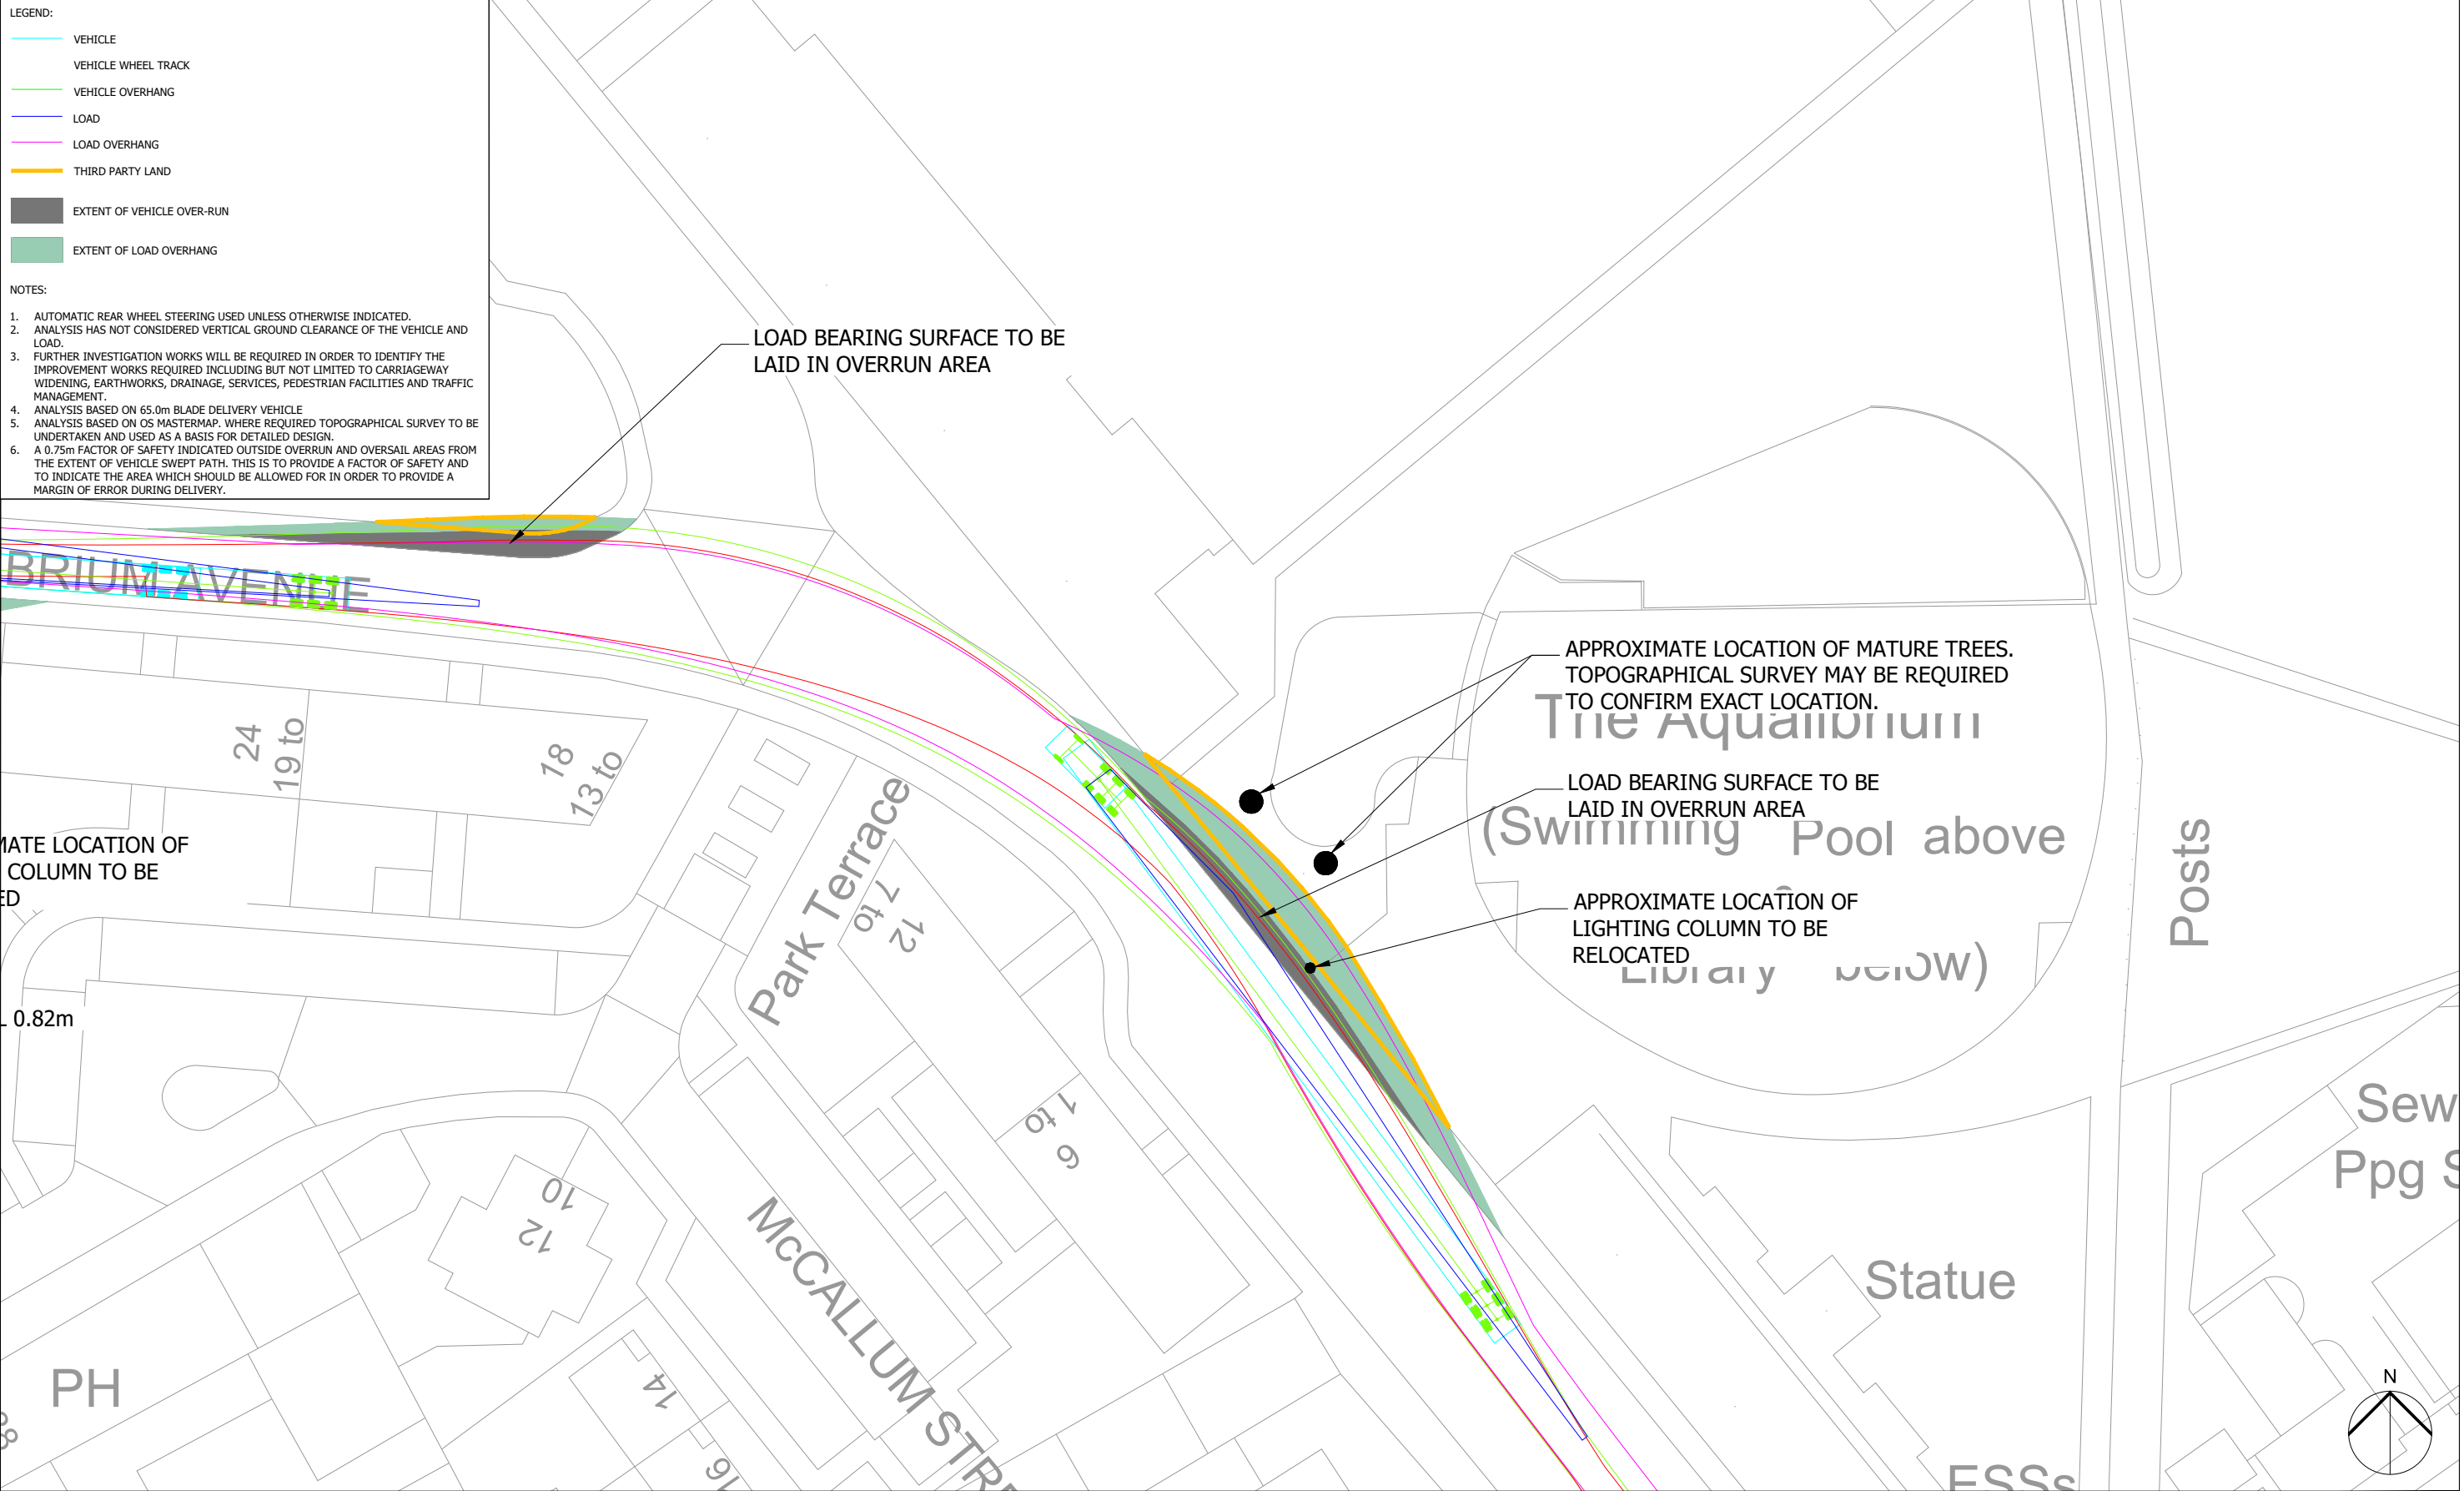 LEGEND:
VEHICLE
VEHICLE WHEEL TRACK
VEHICLE OVERHANG
LOAD
LOAD OVERHANG
THIRD PARTY LAND
EXTENT OF VEHICLE OVER-RUN
EXTENT OF LOAD OVERHANG
NOTES:
1. AUTOMATIC REAR WHEEL STEERING USED UNLESS OTHERWISE INDICATED.
2. ANALYSIS HAS NOT CONSIDERED VERTICAL GROUND CLEARANCE OF THE VEHICLE AND
LOAD.
3. FURTHER INVESTIGATION WORKS WILL BE REQUIRED IN ORDER TO IDENTIFY THE
IMPROVEMENT WORKS REQUIRED INCLUDING BUT NOT LIMITED TO CARRIAGEWAY
WIDENING, EARTHWORKS, DRAINAGE, SERVICES, PEDESTRIAN FACILITIES AND TRAFFIC
MANAGEMENT.
4. ANALYSIS BASED ON 65.0m BLADE DELIVERY VEHICLE
5. ANALYSIS BASED ON OS MASTERMAP. WHERE REQUIRED TOPOGRAPHICAL SURVEY TO BE
UNDERTAKEN AND USED AS A BASIS FOR DETAILED DESIGN.
6. A 0.75m FACTOR OF SAFETY INDICATED OUTSIDE OVERRUN AND OVERSAIL AREAS FROM
THE EXTENT OF VEHICLE SWEPT PATH. THIS IS TO PROVIDE A FACTOR OF SAFETY AND
TO INDICATE THE AREA WHICH SHOULD BE ALLOWED FOR IN ORDER TO PROVIDE A
MARGIN OF ERROR DURING DELIVERY.
LOAD BEARING SURFACE TO BE
LAID IN OVERRUN AREA
BRIUM AVENUE
APPROXIMATE LOCATION OF MATURE TREES.
TOPOGRAPHICAL SURVEY MAY BE REQUIRED
TO CONFIRM EXACT LOCATION.
The Aqualibrium
LOAD BEARING SURFACE TO BE
LAID IN OVERRUN AREA
(Swimming Pool above
APPROXIMATE LOCATION OF
LIGHTING COLUMN TO BE
RELOCATED
Library below)
Posts
24
19 to
18
13 to
MATE LOCATION OF
COLUMN TO BE
ED
L 0.82m
Park Terrace
7 to
12
1 to
6
10
12
McCALLUM STRE
14
16
PH
88
Statue
Sew
Ppg S
ESSs
N